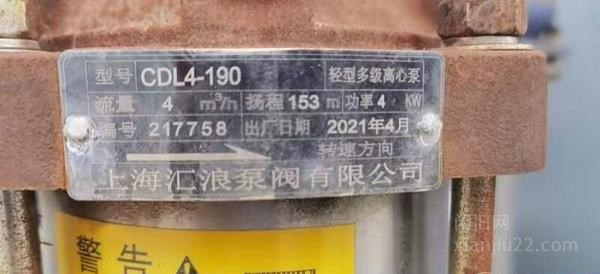 型号 CDL4-190 轻型多级离心泵
流量 4 m³/h 扬程 153 m 功率 4 KW
编号 217758 出厂日期 2021年4月
转速方向
上海汇浪泵阀有限公司
警告
xianjiu22.com